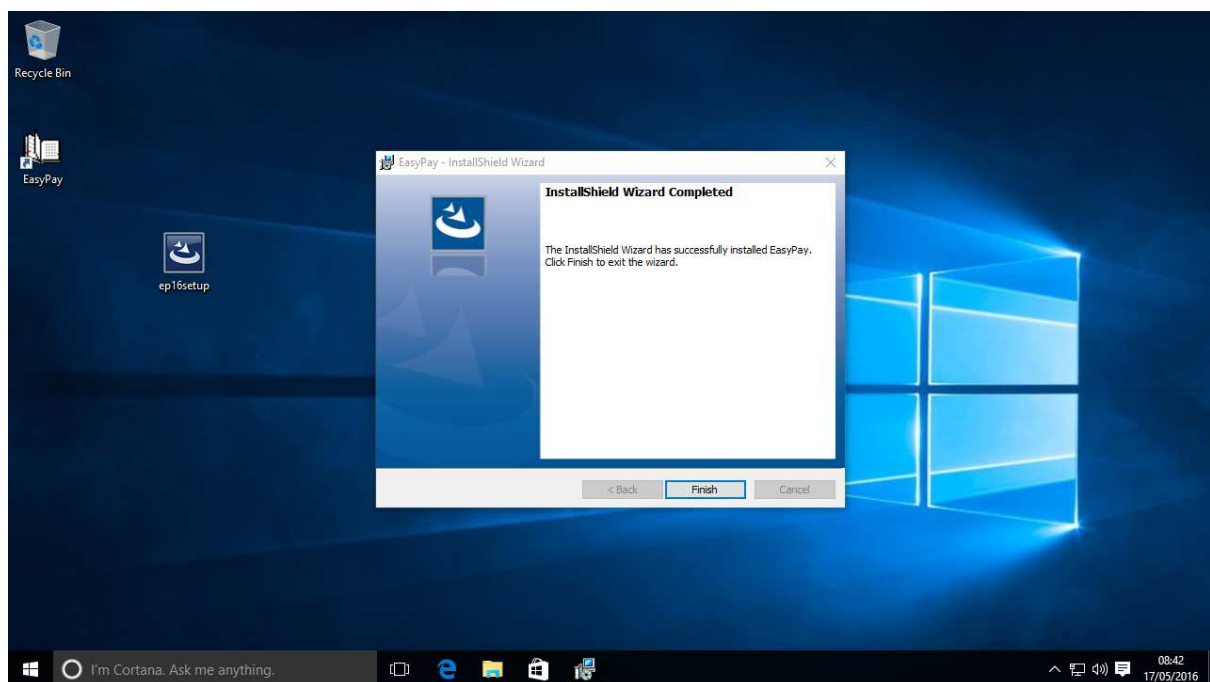 Recycle Bin
EasyPay
ep16setup
EasyPay - InstallShield Wizard
InstallShield Wizard Completed
The InstallShield Wizard has successfully installed EasyPay.
Click Finish to exit the wizard.
< Back Finish Cancel
I'm Cortana. Ask me anything.
08:42
17/05/2016